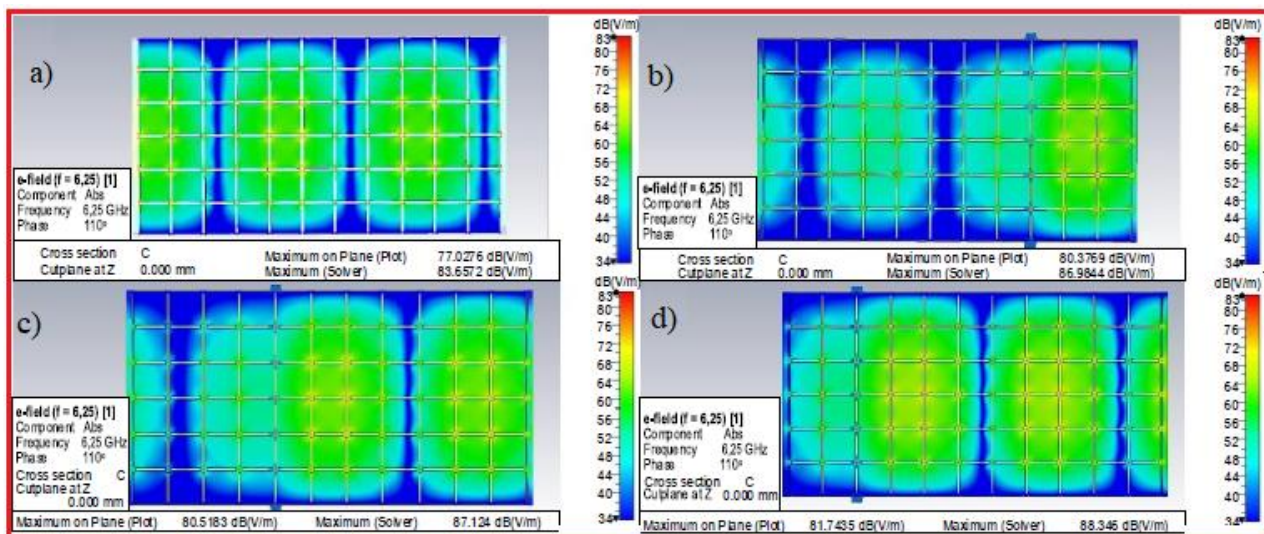 a)
dB(V/m)
83
80
76
72
68
64
60
56
52
48
44
40
34
e-field (f = 6,25) [1]
Component Abs
Frequency 6,25 GHz
Phase 110°
Cross section C Maximum on Plane (Plot) 77.0276 dB(V/m)
Cutplane at Z 0.000 mm Maximum (Solver) 83.6572 dB(V/m)
b)
dB(V/m)
83
80
76
72
68
64
60
56
52
48
44
40
34
e-field (f = 6,25) [1]
Component Abs
Frequency 6,25 GHz
Phase 110°
Cross section C Maximum on Plane (Plot) 80.3769 dB(V/m)
Cutplane at Z 0.000 mm Maximum (Solver) 86.9844 dB(V/m)
c)
dB(V/m)
83
80
76
72
68
64
60
56
52
48
44
40
34
e-field (f = 6,25) [1]
Component Abs
Frequency 6,25 GHz
Phase 110°
Cross section C
Cutplane at Z
0.000 mm
Maximum on Plane (Plot) 80.5183 dB(V/m) Maximum (Solver) 87.124 dB(V/m)
d)
dB(V/m)
83
80
76
72
68
64
60
56
52
48
44
40
34
e-field (f = 6,25) [1]
Component Abs
Frequency 6,25 GHz
Phase 110°
Cross section C
Cutplane at Z 0.000 mm
Maximum on Plane (Plot) 81.7435 dB(V/m) Maximum (Solver) 88.346 dB(V/m)